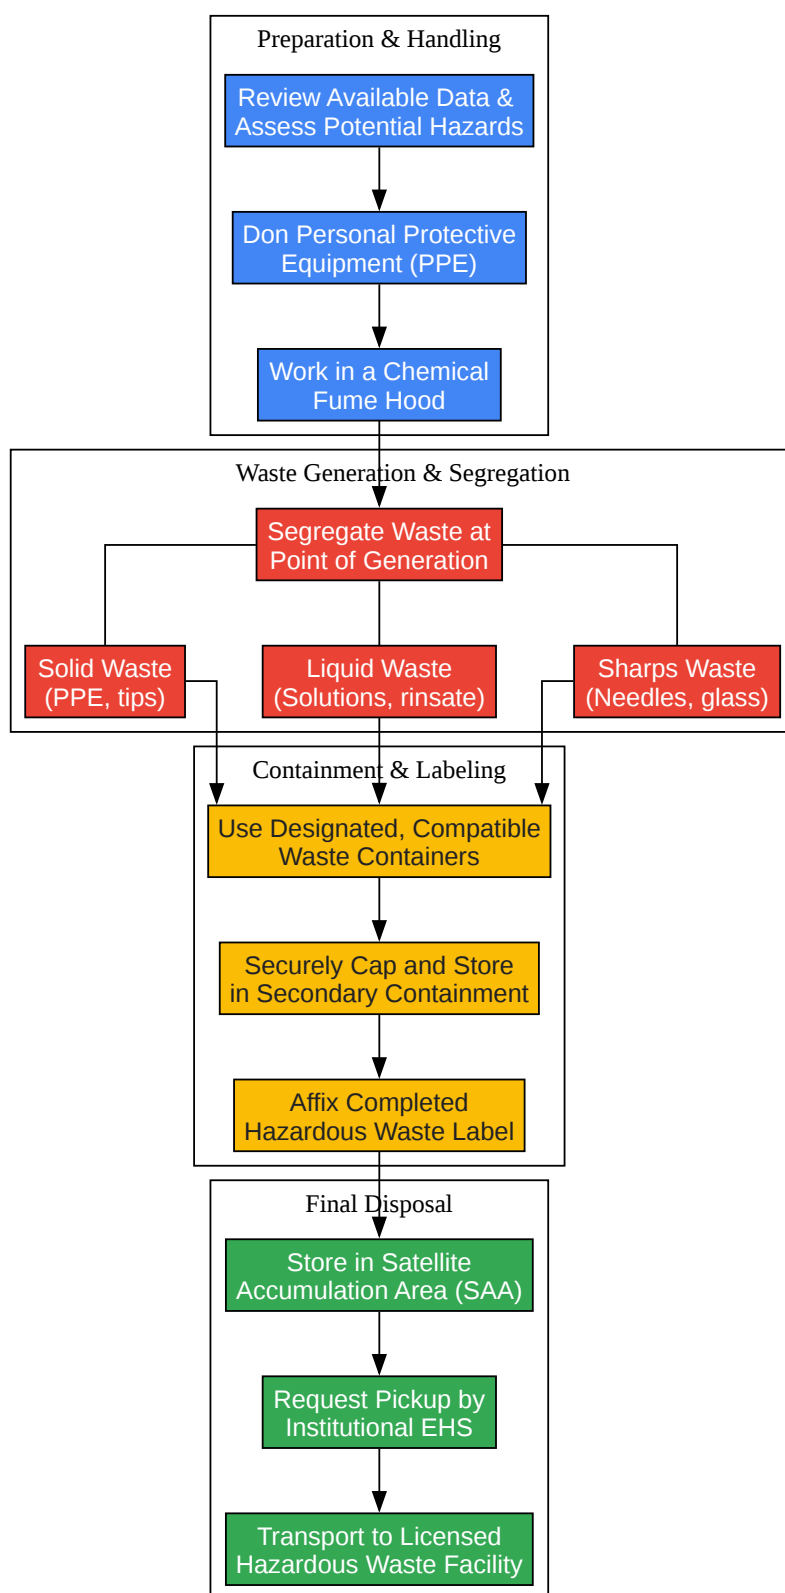 Preparation & Handling
Review Available Data &
Assess Potential Hazards
Don Personal Protective
Equipment (PPE)
Work in a Chemical
Fume Hood
Waste Generation & Segregation
Segregate Waste at
Point of Generation
Solid Waste
(PPE, tips)
Liquid Waste
(Solutions, rinsate)
Sharps Waste
(Needles, glass)
Containment & Labeling
Use Designated, Compatible
Waste Containers
Securely Cap and Store
in Secondary Containment
Affix Completed
Hazardous Waste Label
Final Disposal
Store in Satellite
Accumulation Area (SAA)
Request Pickup by
Institutional EHS
Transport to Licensed
Hazardous Waste Facility